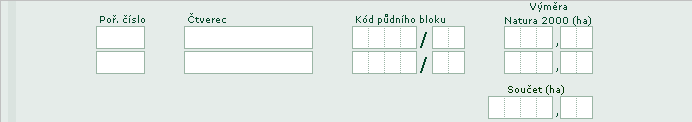 Výměra
Poř. číslo Čtverec Kód půdního bloku Natura 2000 (ha)
/ ,
/ ,
Součet (ha)
,